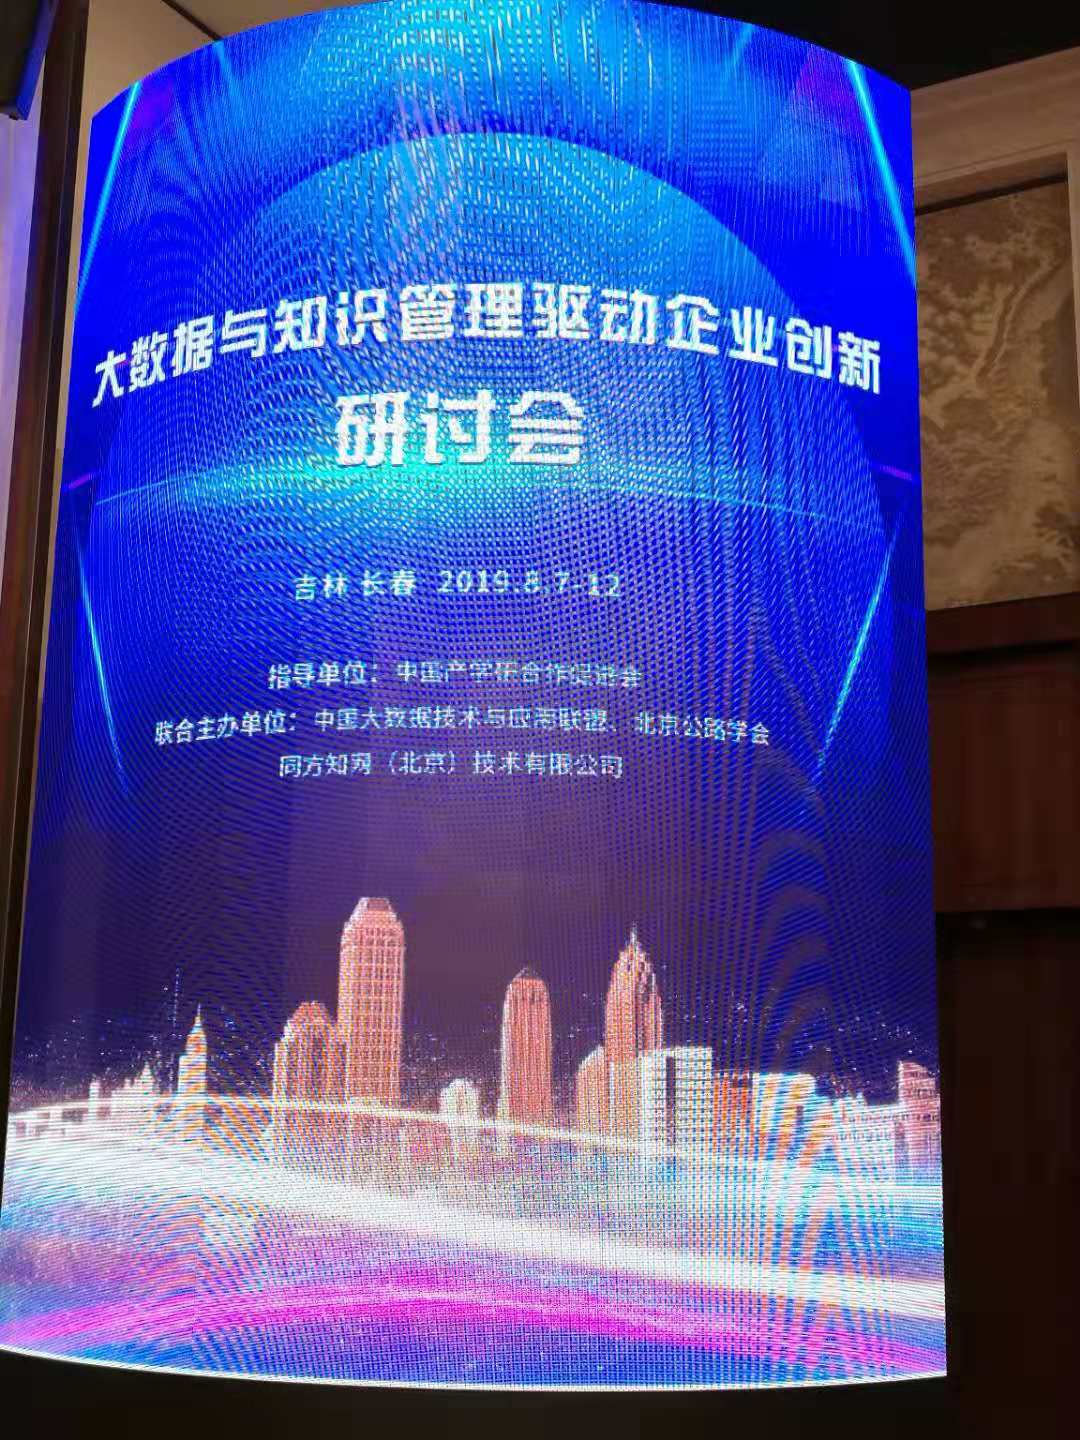 大数据与知识管理驱动企业创新
研讨会
吉林 长春 2019.8.7-12
指导单位：中国产学研合作促进会
联合主办单位：中国大数据技术与应用联盟、北京公路学会
同方知网（北京）技术有限公司